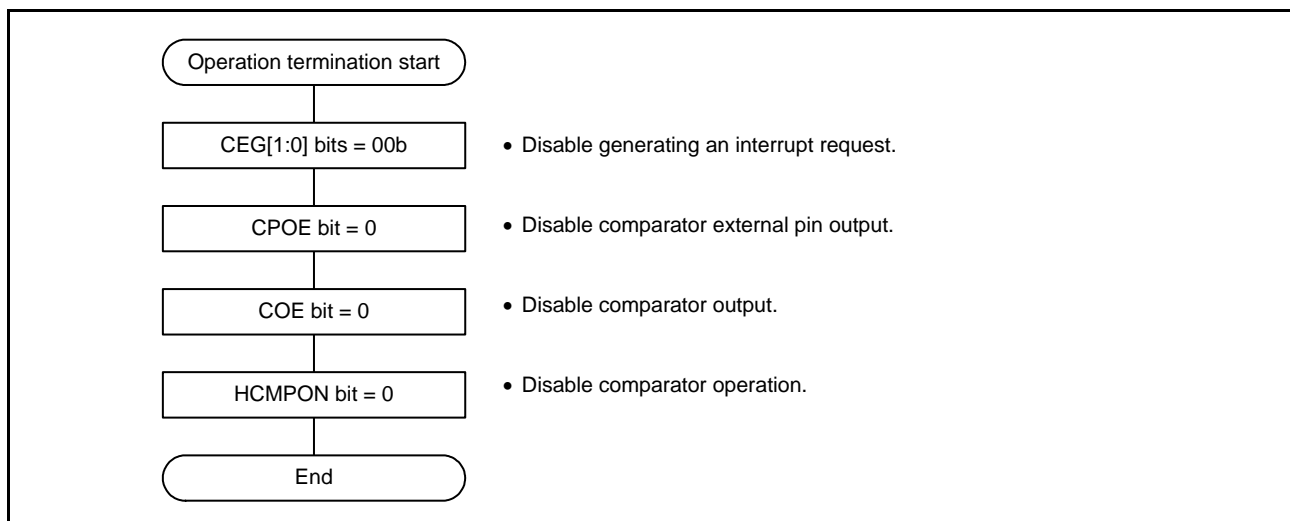 Operation termination start
CEG[1:0] bits = 00b
• Disable generating an interrupt request.
CPOE bit = 0
• Disable comparator external pin output.
COE bit = 0
• Disable comparator output.
HCMPON bit = 0
• Disable comparator operation.
End